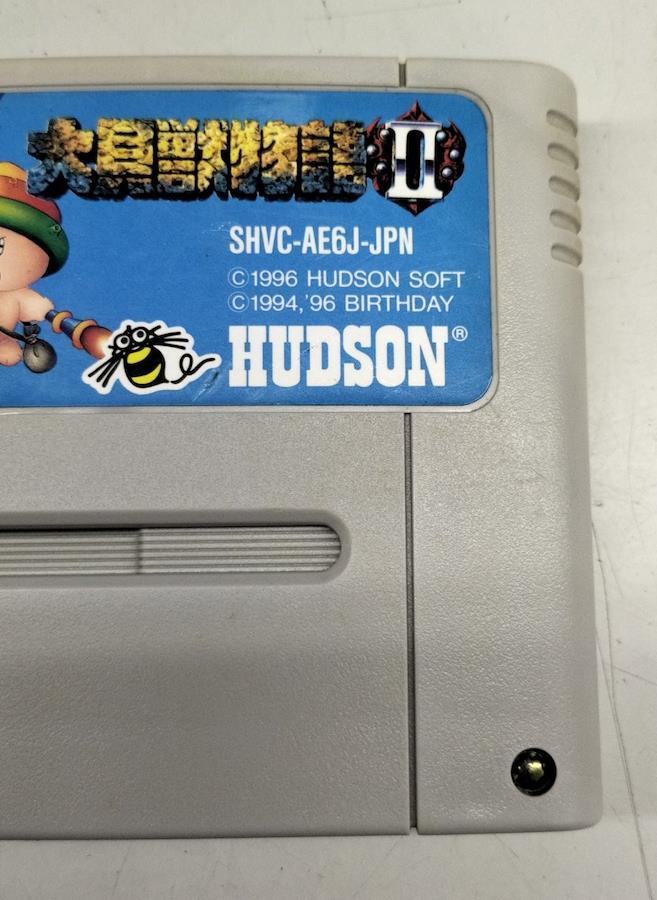 大貝獣物語II
SHVC-AE6J-JPN
©1996 HUDSON SOFT
©1994,'96 BIRTHDAY
HUDSON®